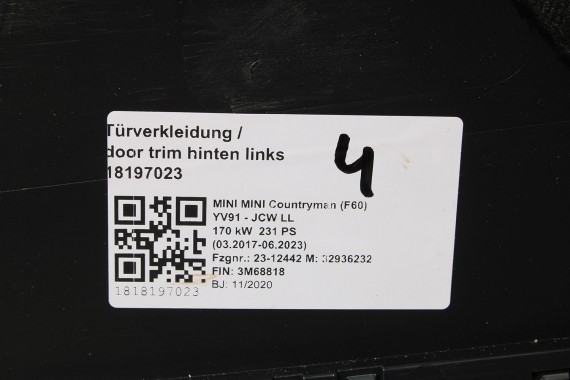 Türverkleidung /
door trim hinten links
18197023
4
MINI MINI Countryman (F60)
YV91 - JCW LL
170 kW 231 PS
(03.2017-06.2023)
Fzgnr.: 23-12442 M: 32936232
FIN: 3M68818
BJ: 11/2020
1818197023